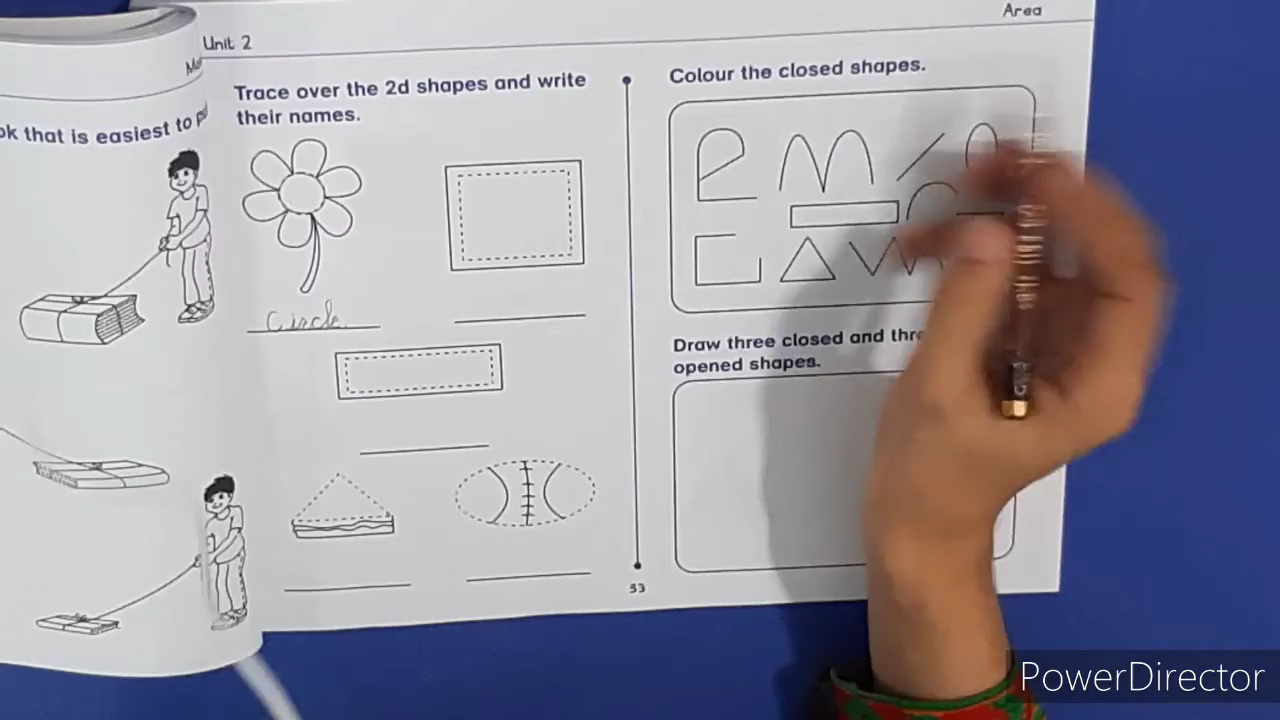 Unit 2
Area
ok that is easiest to
Trace over the 2d shapes and write
their names.
Circle
Colour the closed shapes.
Draw three closed and
opened shapes.
53
PowerDirector